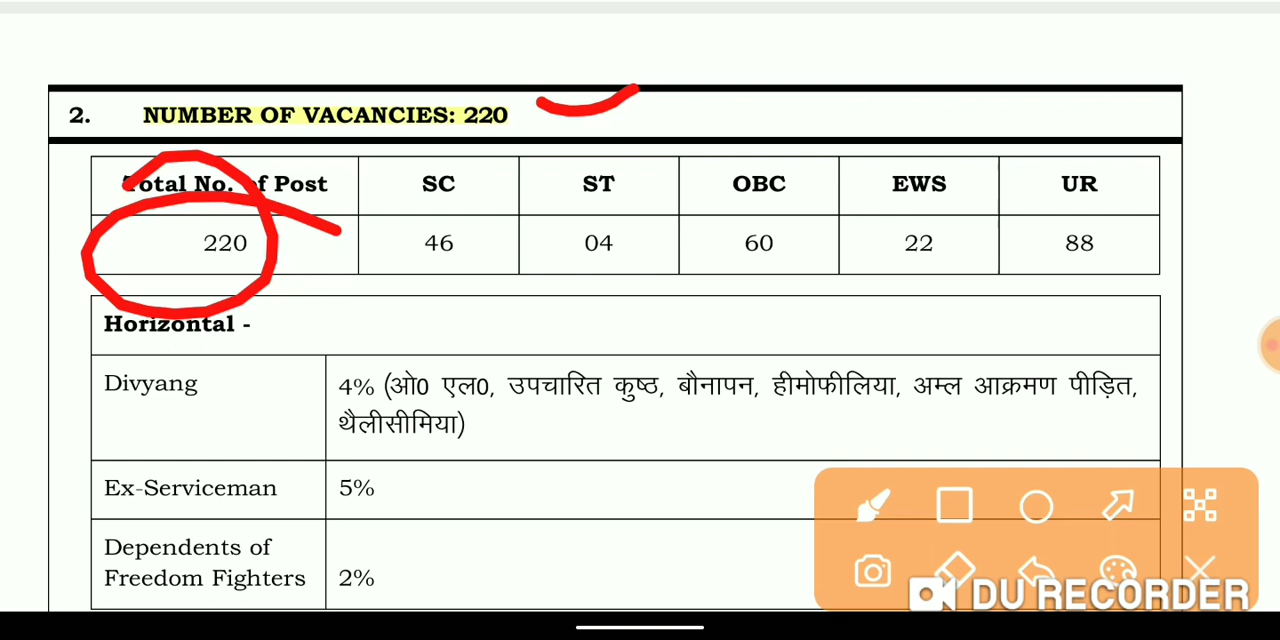 2. NUMBER OF VACANCIES: 220
Total No. of Post SC ST OBC EWS UR
220 46 04 60 22 88
Horizontal -
Divyang 4% (ओ0 एल0, उपचारित कुष्ठ, बौनापन, हीमोफीलिया, अम्ल आक्रमण पीड़ित,
थैलीसीमिया)
Ex-Serviceman 5%
Dependents of
Freedom Fighters 2%
DU RECORDER